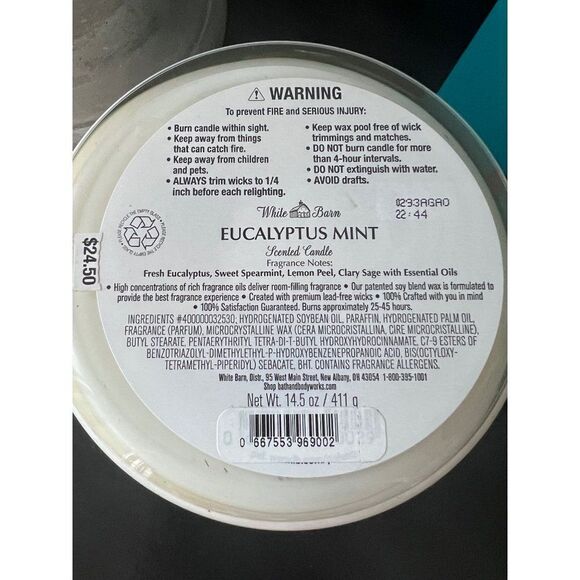 ⚠ WARNING
To prevent FIRE and SERIOUS INJURY:
• Burn candle within sight.
• Keep away from things
that can catch fire.
• Keep away from children
and pets.
• ALWAYS trim wicks to 1/4
inch before each relighting.
• Keep wax pool free of wick
trimmings and matches.
• DO NOT burn candle for more
than 4-hour intervals.
• DO NOT extinguish with water.
• AVOID drafts.
0293AGAO
22:44
PLEASE RECYCLE THE EMPTY GLASS
$24.50
White Barn
EUCALYPTUS MINT
Scented Candle
Fragrance Notes:
Fresh Eucalyptus, Sweet Spearmint, Lemon Peel, Clary Sage with Essential Oils
• High concentrations of rich fragrance oils deliver room-filling fragrance • Our patented soy blend wax is formulated to
provide the best fragrance experience • Created with premium lead-free wicks • 100% Crafted with you in mind
• 100% Satisfaction Guaranteed. Burns approximately 25-45 hours.
INGREDIENTS #400000032530: HYDROGENATED SOYBEAN OIL, PARAFFIN, HYDROGENATED PALM OIL,
FRAGRANCE (PARFUM), MICROCRYSTALLINE WAX (CERA MICROCRISTALLINA, CIRE MICROCRISTALLINE),
BUTYL STEARATE, PENTAERYTHRITYL TETRA-DI-T-BUTYL HYDROXYHYDROCINNAMATE, C7-9 ESTERS OF
BENZOTRIAZOLYL-DIMETHYLETHYL-P-HYDROXYBENZENEPROPANOIC ACID, BIS(OCTYLOXY-
TETRAMETHYL-PIPERIDYL) SEBACATE, BHT. CONTAINS FRAGRANCE ALLERGENS.
White Barn, Distr., 95 West Main Street, New Albany, OH 43054 1-800-395-1001
Shop bathandbodyworks.com
Net Wt. 14.5 oz / 411 g
0 667553 969002